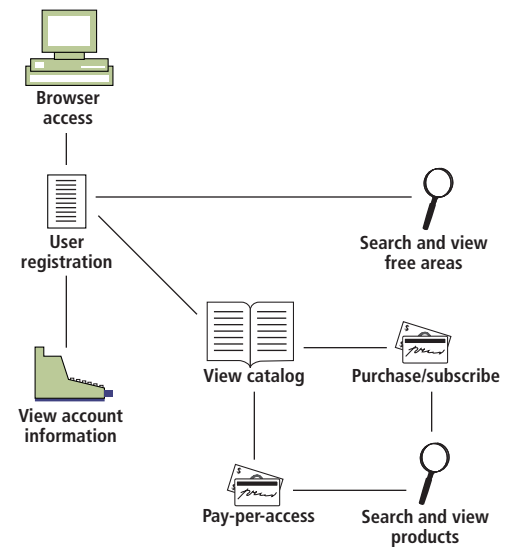 Browser
access
User
registration
Search and view
free areas
View catalog
Purchase/subscribe
View account
information
Pay-per-access
Search and view
products